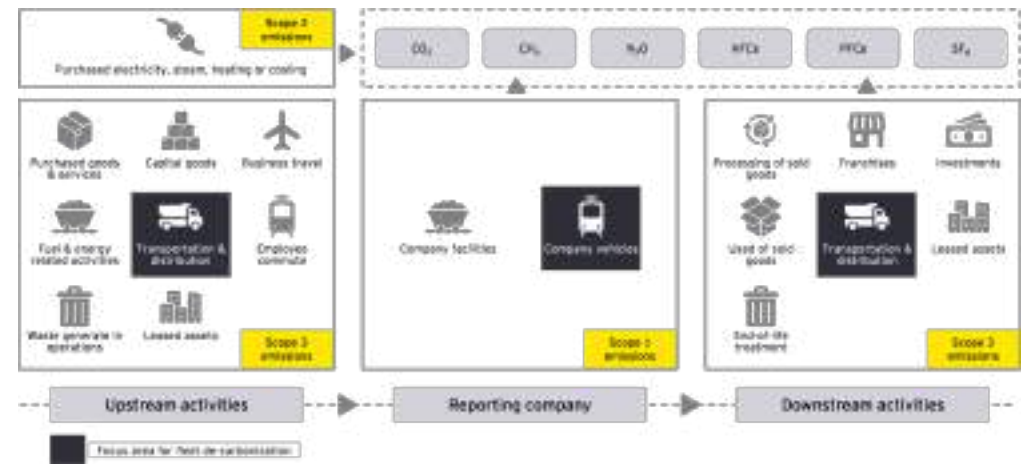 Scope 2
emissions
Purchased electricity, steam, heating or cooling
CO₂
CH₄
N₂O
HFCs
PFCs
SF₆
Purchased goods
& services
Capital goods
Business travel
Fuel & energy
related activities
Transportation &
distribution
Employee
commute
Waste generate in
operations
Leased assets
Scope 3
emissions
Company facilities
Company vehicles
Scope 1
emissions
Processing of sold
goods
Franchises
Investments
Used of sold
goods
Transportation &
distribution
Leased assets
End-of-life
treatment
Scope 3
emissions
Upstream activities
Reporting company
Downstream activities
Focus area for fleet de-carbonization